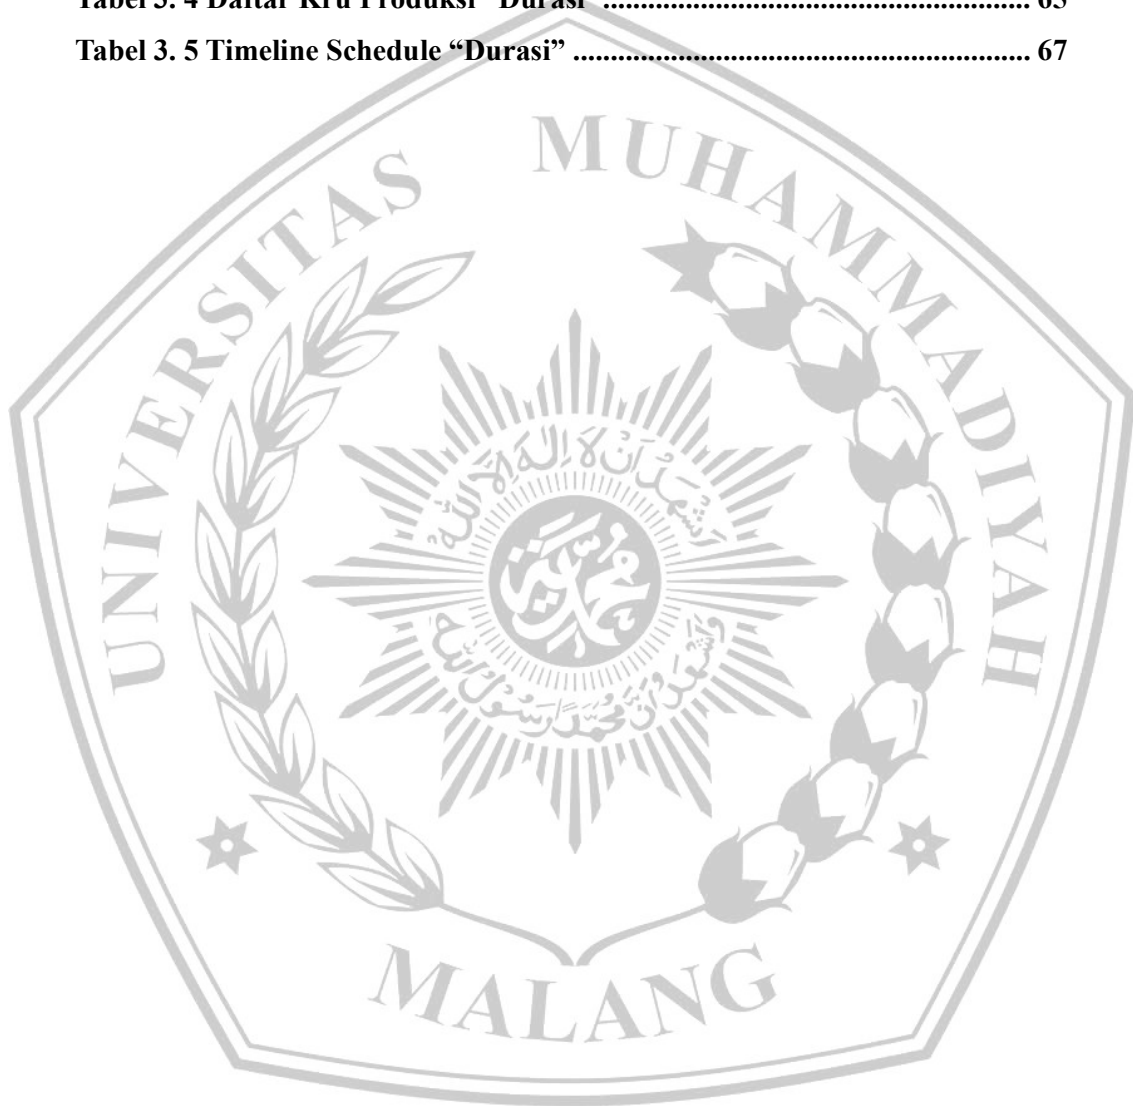 Tabel 3. 4 Daftar Kru Produksi “Durasi” ......................................................... 65
Tabel 3. 5 Timeline Schedule “Durasi” ............................................................. 67
UNIVERSITAS MUHAMMADIYAH
MALANG